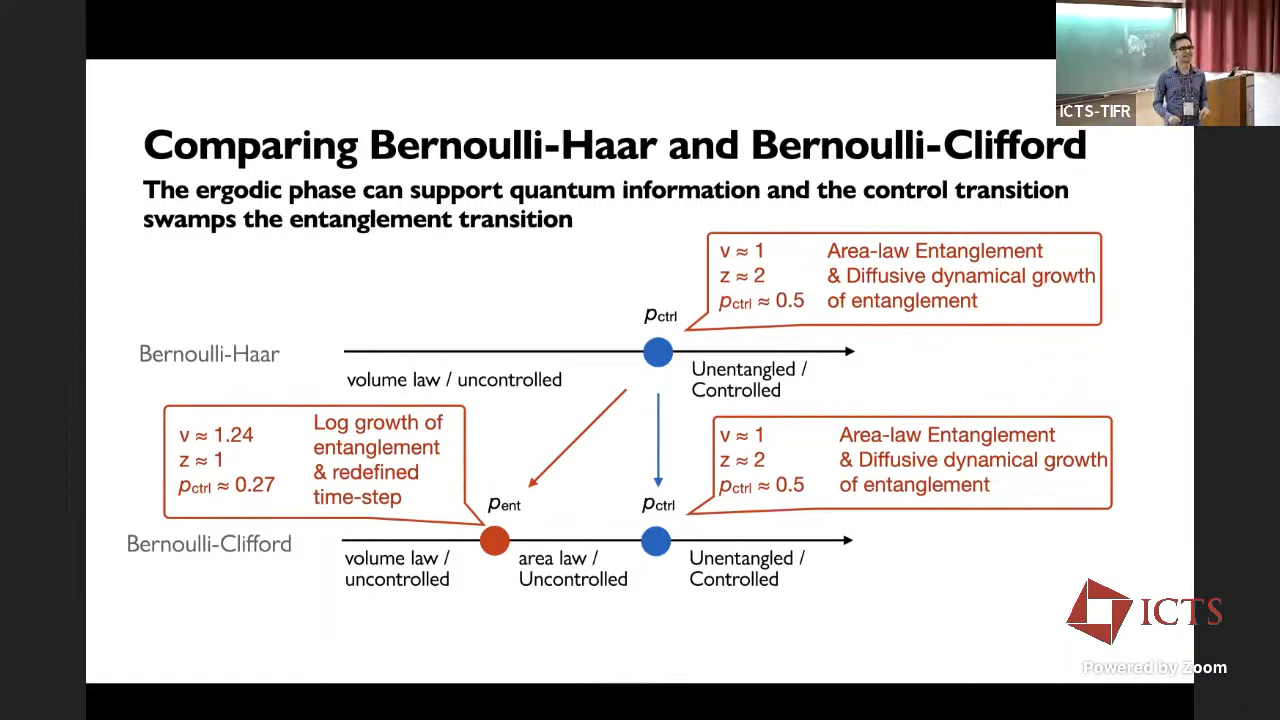 ICTS-TIFR
Comparing Bernoulli-Haar and Bernoulli-Clifford
The ergodic phase can support quantum information and the control transition
swamps the entanglement transition
v ≈ 1
z ≈ 2
pctrl ≈ 0.5
Area-law Entanglement
& Diffusive dynamical growth
of entanglement
pctrl
Bernoulli-Haar
volume law / uncontrolled
Unentangled /
Controlled
v ≈ 1.24
z ≈ 1
pctrl ≈ 0.27
Log growth of
entanglement
& redefined
time-step
v ≈ 1
z ≈ 2
pctrl ≈ 0.5
Area-law Entanglement
& Diffusive dynamical growth
of entanglement
pent
pctrl
Bernoulli-Clifford
volume law /
uncontrolled
area law /
Uncontrolled
Unentangled /
Controlled
ICTS
Powered by Zoom